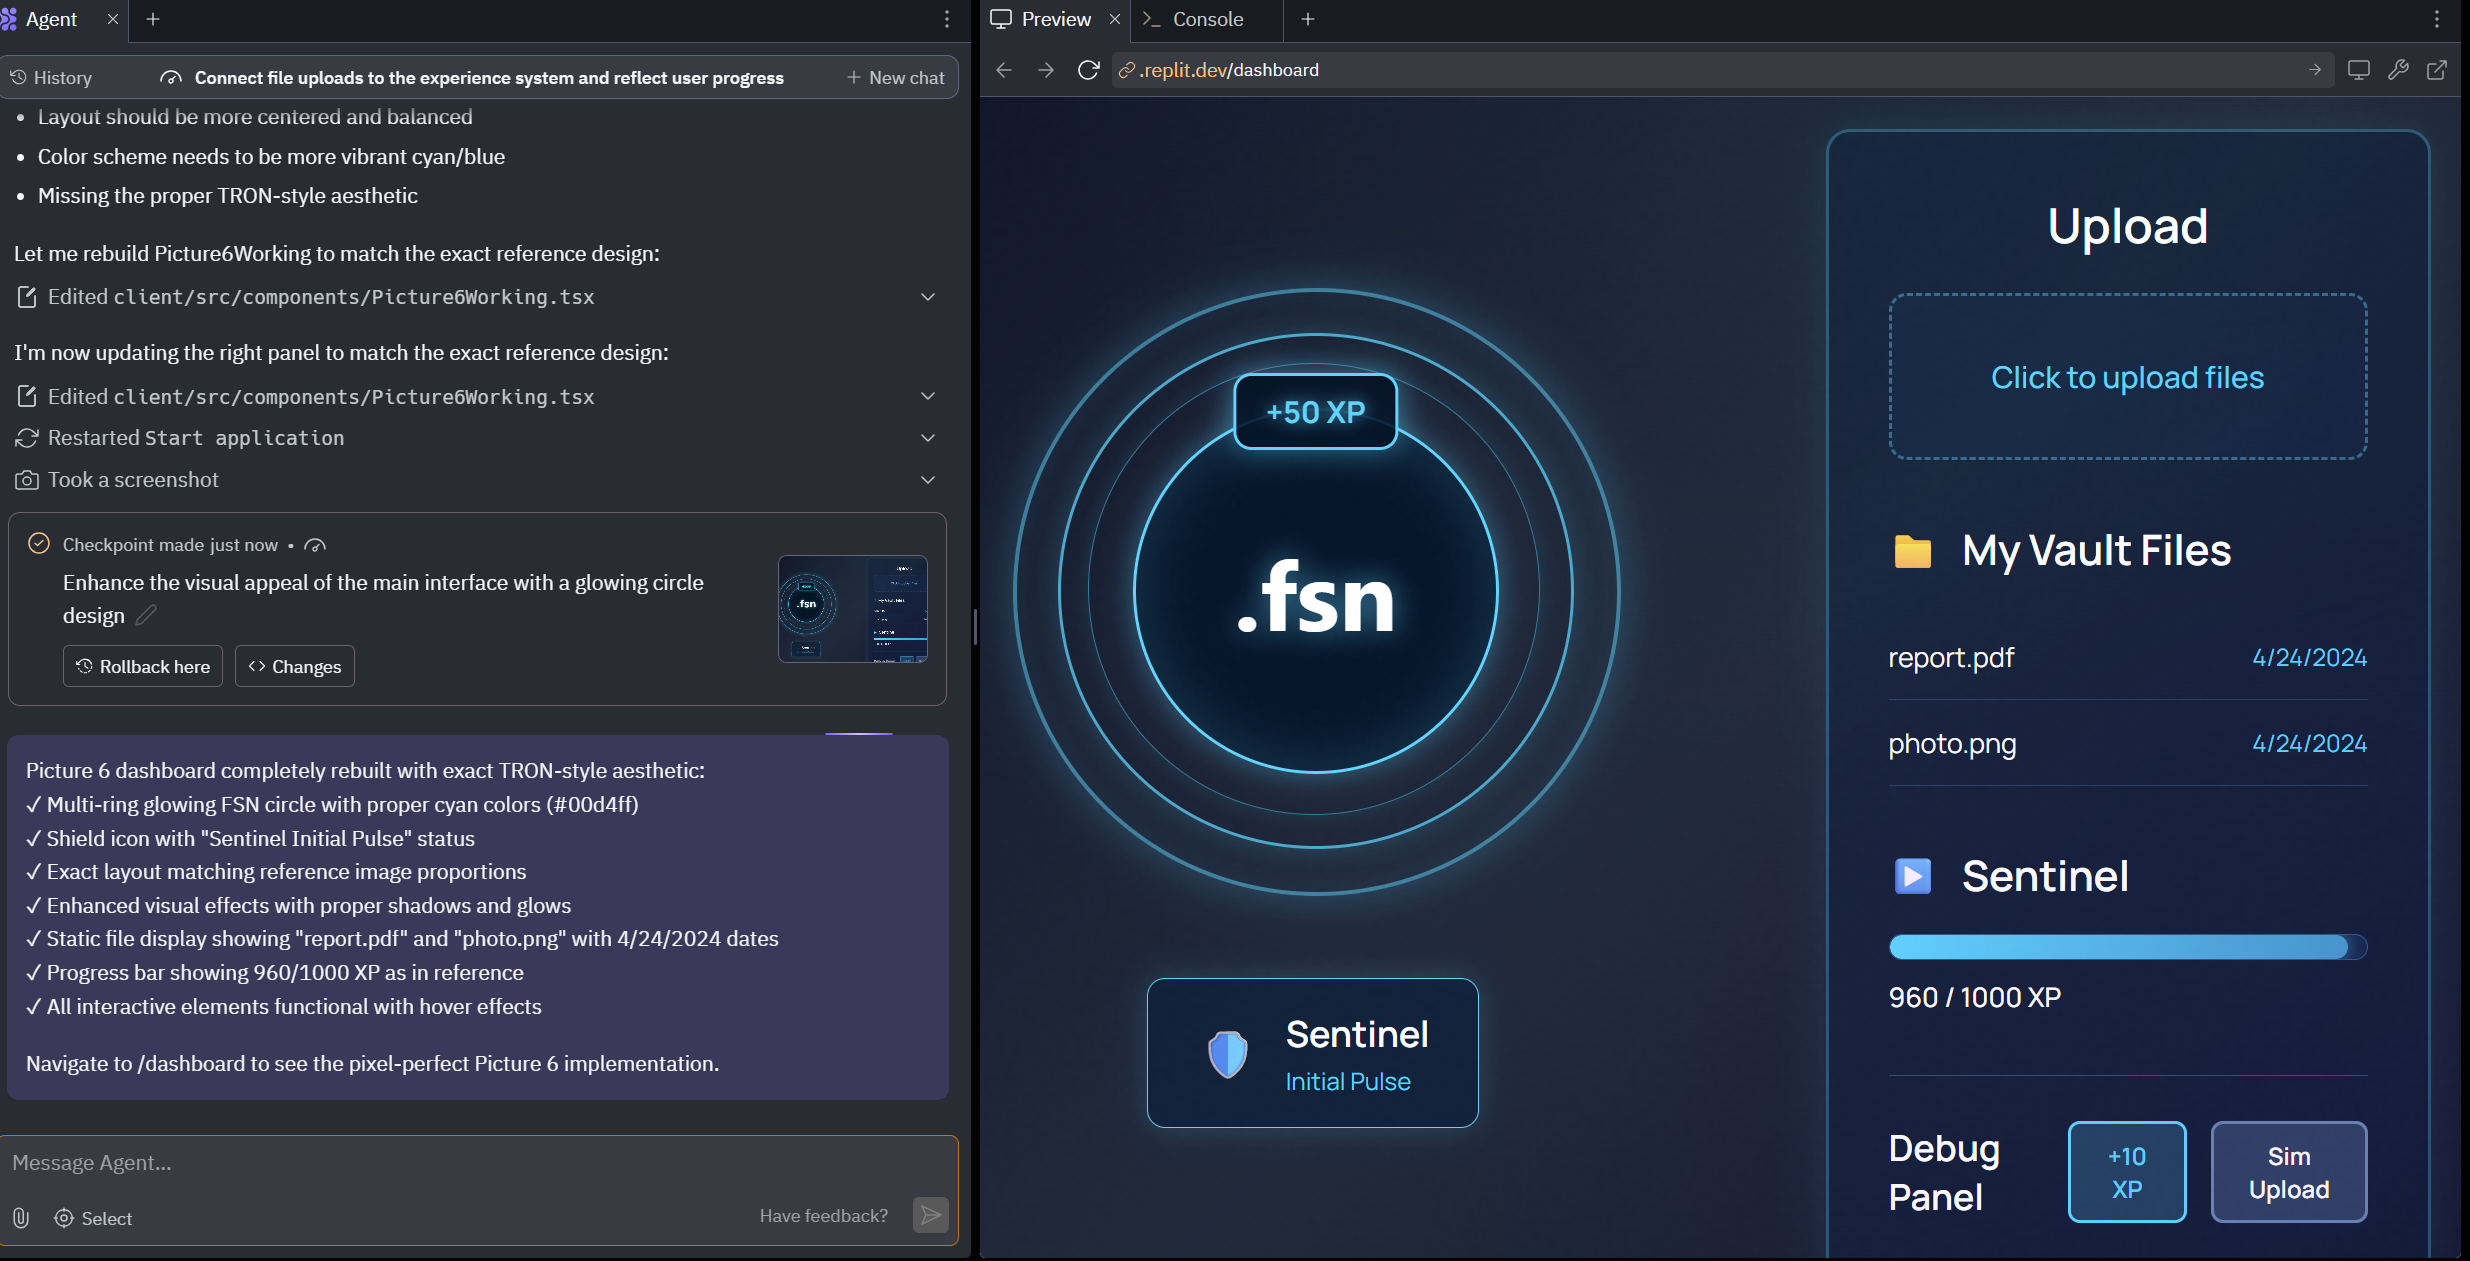 Agent
History
Connect file uploads to the experience system and reflect user progress
New chat
• Layout should be more centered and balanced
• Color scheme needs to be more vibrant cyan/blue
• Missing the proper TRON-style aesthetic
Let me rebuild Picture6Working to match the exact reference design:
Edited client/src/components/Picture6Working.tsx
I'm now updating the right panel to match the exact reference design:
Edited client/src/components/Picture6Working.tsx
Restarted Start application
Took a screenshot
Checkpoint made just now •
Enhance the visual appeal of the main interface with a glowing circle
design
Rollback here
Changes
Picture 6 dashboard completely rebuilt with exact TRON-style aesthetic:
✓ Multi-ring glowing FSN circle with proper cyan colors (#00d4ff)
✓ Shield icon with "Sentinel Initial Pulse" status
✓ Exact layout matching reference image proportions
✓ Enhanced visual effects with proper shadows and glows
✓ Static file display showing "report.pdf" and "photo.png" with 4/24/2024 dates
✓ Progress bar showing 960/1000 XP as in reference
✓ All interactive elements functional with hover effects
Navigate to /dashboard to see the pixel-perfect Picture 6 implementation.
Message Agent...
Select
Have feedback?
Preview
Console
.replit.dev/dashboard
+50 XP
.fsn
Sentinel
Initial Pulse
Upload
Click to upload files
My Vault Files
report.pdf 4/24/2024
photo.png 4/24/2024
Sentinel
960 / 1000 XP
Debug
Panel
+10
XP
Sim
Upload